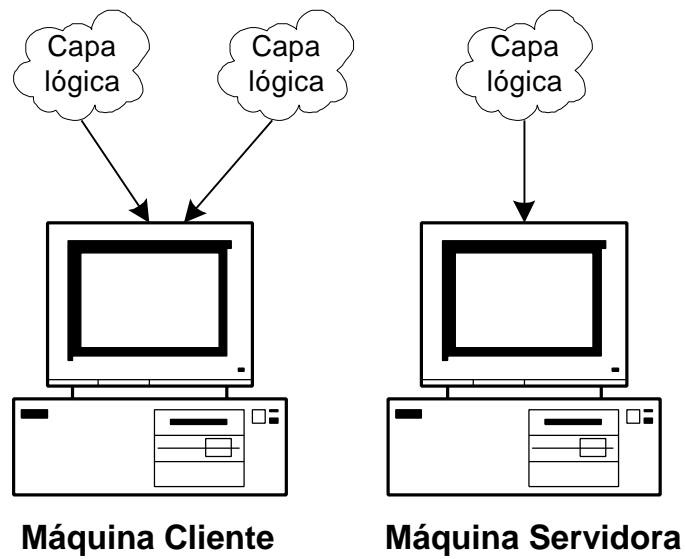 Capa
lógica
Capa
lógica
Capa
lógica
Máquina Cliente
Máquina Servidora